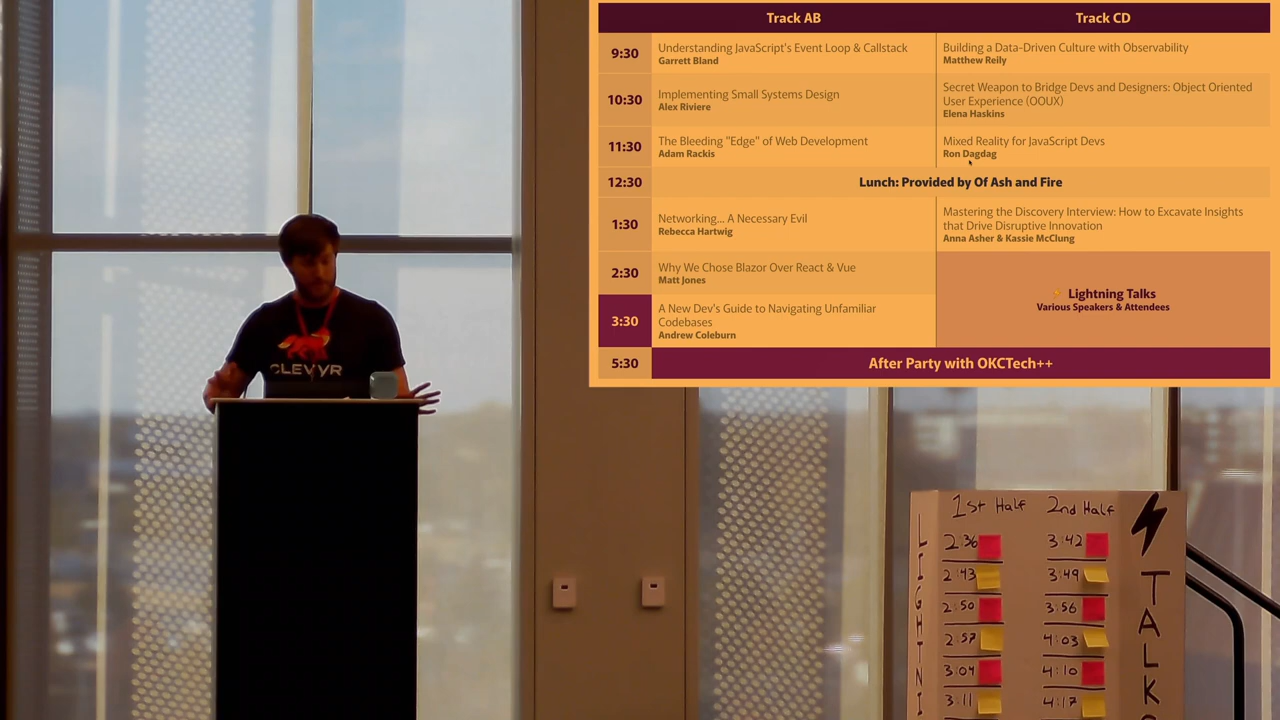 Track AB
Track CD
9:30
Understanding JavaScript's Event Loop & Callstack
Garrett Bland
Building a Data-Driven Culture with Observability
Matthew Reily
10:30
Implementing Small Systems Design
Alex Riviere
Secret Weapon to Bridge Devs and Designers: Object Oriented
User Experience (OOUX)
Elena Haskins
11:30
The Bleeding "Edge" of Web Development
Adam Rackis
Mixed Reality for JavaScript Devs
Ron Dagdag
12:30
Lunch: Provided by Of Ash and Fire
1:30
Networking... A Necessary Evil
Rebecca Hartwig
Mastering the Discovery Interview: How to Excavate Insights
that Drive Disruptive Innovation
Anna Asher & Kassie McClung
2:30
Why We Chose Blazor Over React & Vue
Matt Jones
Lightning Talks
Various Speakers & Attendees
3:30
A New Dev's Guide to Navigating Unfamiliar
Codebases
Andrew Coleburn
5:30
After Party with OKCTech++
CLEVYR
LIGHTNI
1st Half
2nd Half
2:36
3:42
2:43
3:49
2:50
3:56
2:57
4:03
3:04
4:10
3:11
4:17
TALKS